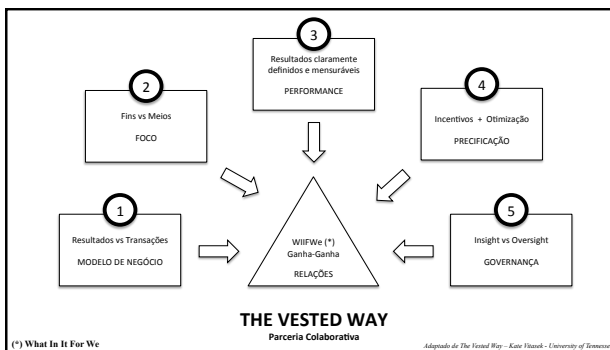 1
Resultados vs Transações
MODELO DE NEGÓCIO
2
Fins vs Meios
FOCO
3
Resultados claramente
definidos e mensuráveis
PERFORMANCE
4
Incentivos + Otimização
PRECIFICAÇÃO
5
Insight vs Oversight
GOVERNANÇA
WIIFWe (*)
Ganha-Ganha
RELAÇÕES
THE VESTED WAY
Parceria Colaborativa
(*) What In It For We
Adaptado de The Vested Way – Kate Vitasek - University of Tennesse